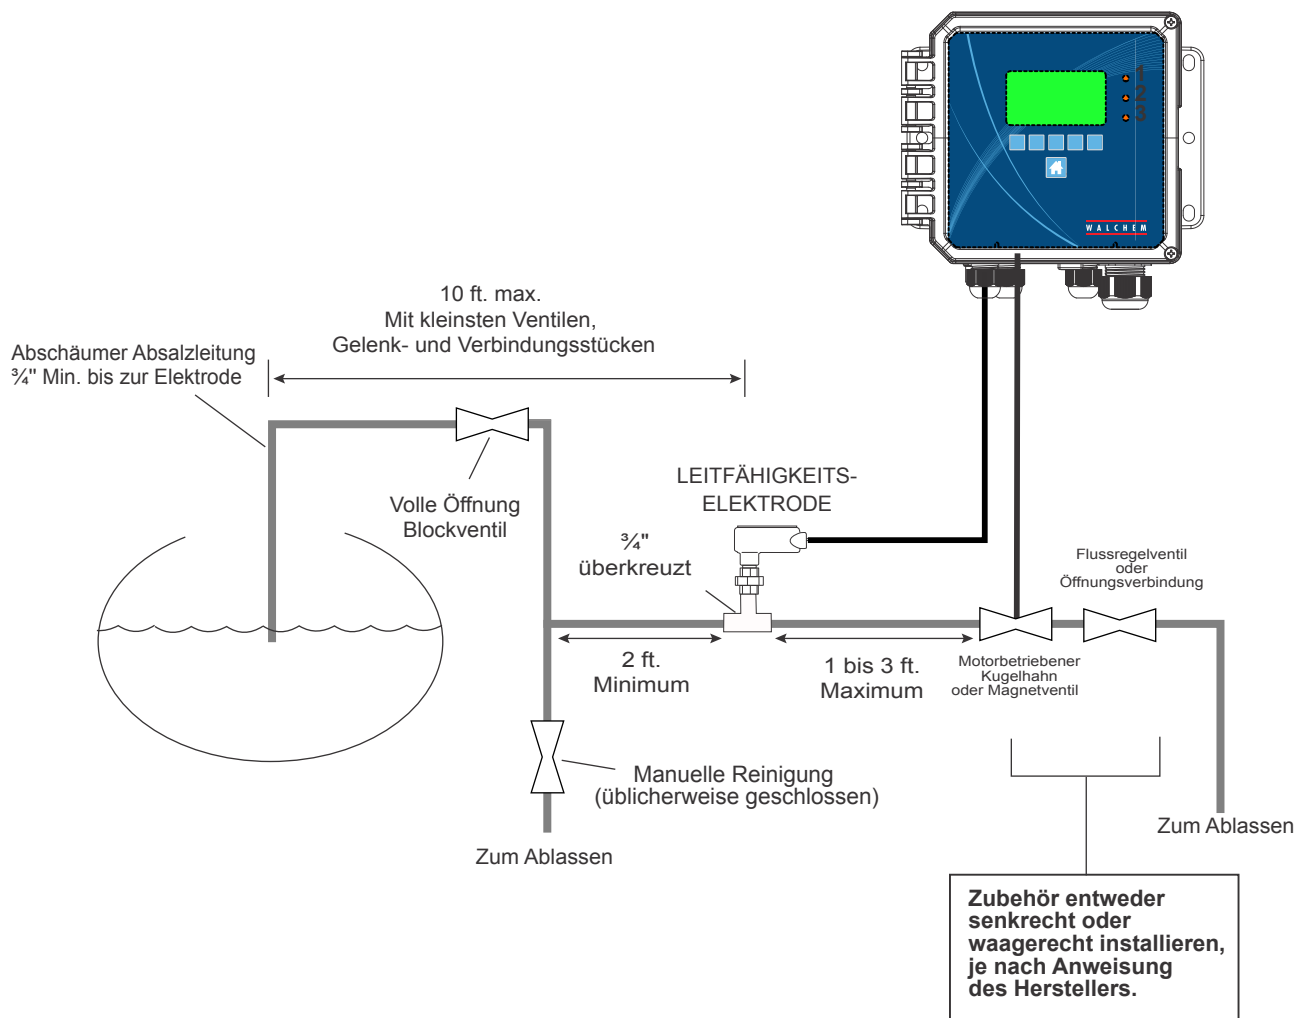 1
2
3
WALCHEM
10 ft. max.
Mit kleinsten Ventilen,
Gelenk- und Verbindungsstücken
Abschäumer Absalzleitung
¾" Min. bis zur Elektrode
Volle Öffnung
Blockventil
LEITFÄHIGKEITS-
ELEKTRODE
¾"
überkreuzt
Flussregelventil
oder
Öffnungsverbindung
2 ft.
Minimum
1 bis 3 ft.
Maximum
Motorbetriebener
Kugelhahn
oder Magnetventil
Manuelle Reinigung
(üblicherweise geschlossen)
Zum Ablassen
Zum Ablassen
Zubehör entweder
senkrecht oder
waagerecht installieren,
je nach Anweisung
des Herstellers.